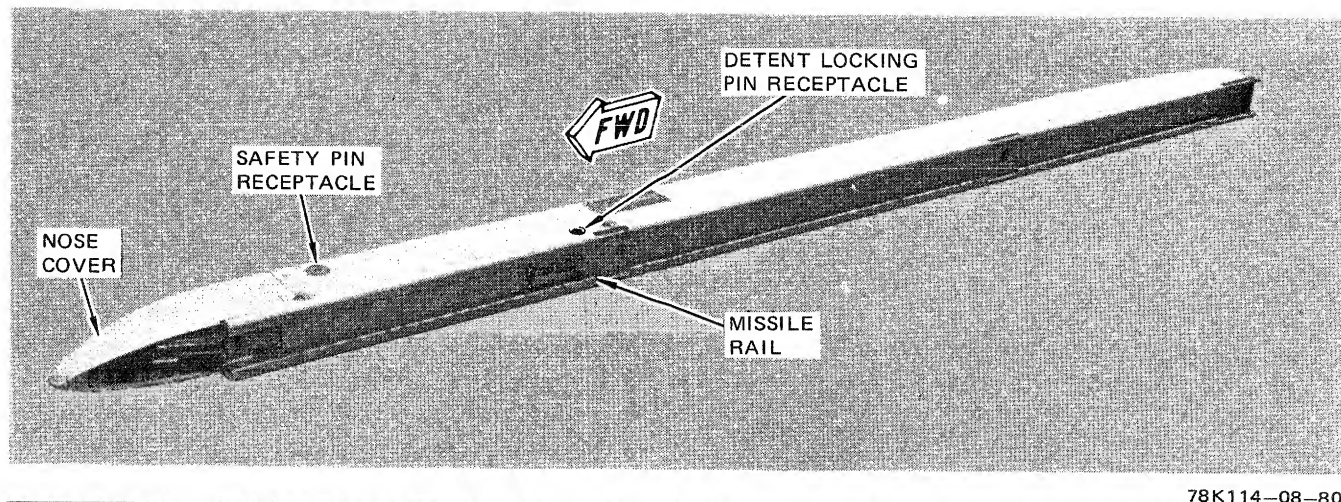 DETENT LOCKING
PIN RECEPTACLE
FWD
SAFETY PIN
RECEPTACLE
NOSE
COVER
MISSILE
RAIL
78K114-08-80